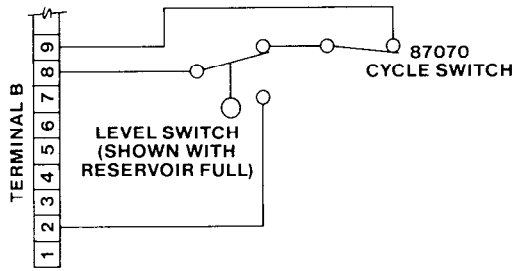 TERMINAL B
9
8
7
6
5
4
3
2
1
87070
CYCLE SWITCH
LEVEL SWITCH
(SHOWN WITH
RESERVOIR FULL)